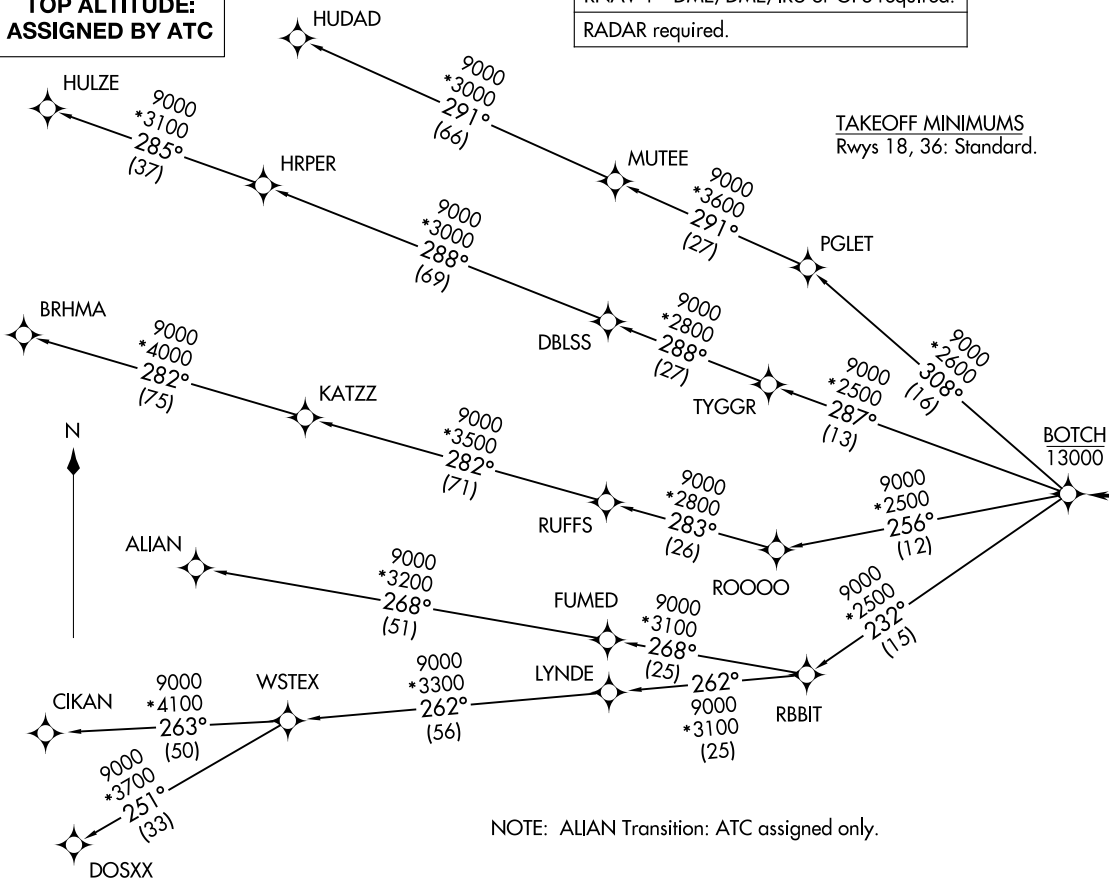 TOP ALTITUDE:
ASSIGNED BY ATC
RNAV 1 - DME/DME/IRU or GPS required.
RADAR required.
TAKEOFF MINIMUMS
Rwys 18, 36: Standard.
HUDAD
9000
*3000
291°
(66)
MUTEE
9000
*3600
291°
(27)
PGLET
9000
*2600
308°
(16)
BOTCH
13000
HULZE
9000
*3100
285°
(37)
HRPER
9000
*3000
288°
(69)
DBLSS
9000
*2800
288°
(27)
TYGGR
9000
*2500
287°
(13)
BRHMA
9000
*4000
282°
(75)
KATZZ
9000
*3500
282°
(71)
RUFFS
9000
*2800
283°
(26)
ROOOO
9000
*2500
256°
(12)
N
ALIAN
9000
*3200
268°
(51)
FUMED
9000
*3100
268°
(25)
RBBIT
9000
*2500
232°
(15)
CIKAN
9000
*4100
263°
(50)
WSTEX
9000
*3300
262°
(56)
LYNDE
262°
9000
*3100
(25)
9000
*3700
251°
(33)
DOSXX
NOTE: ALIAN Transition: ATC assigned only.